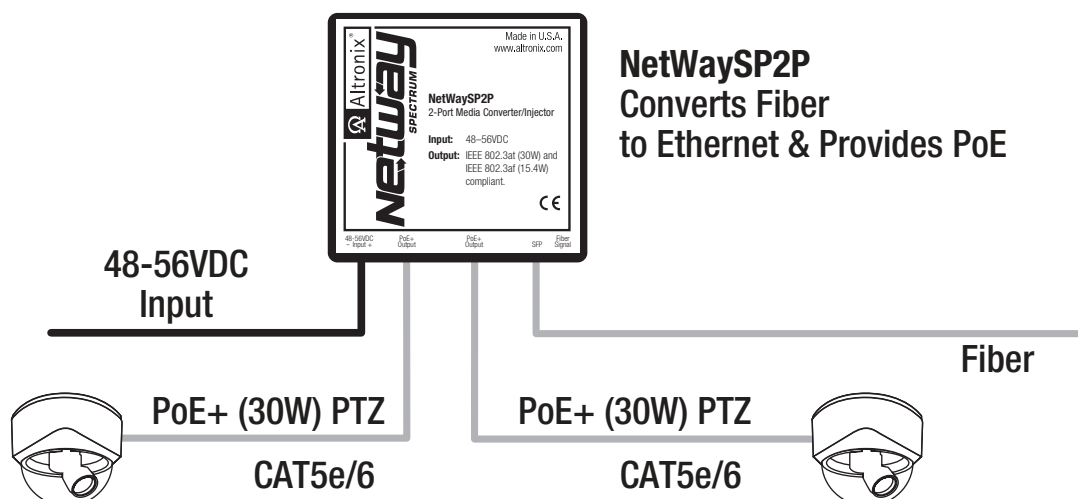 Altronix®
Netway
SPECTRUM
Made in U.S.A.
www.altronix.com
NetWaySP2P
2-Port Media Converter/Injector
Input: 48–56VDC
Output: IEEE 802.3at (30W) and
IEEE 802.3af (15.4W)
compliant.
CE
48-56VDC
– Input +
PoE+
Output
PoE+
Output
SFP
Fiber
Signal
NetWaySP2P
Converts Fiber
to Ethernet & Provides PoE
48-56VDC
Input
Fiber
PoE+ (30W) PTZ
CAT5e/6
PoE+ (30W) PTZ
CAT5e/6